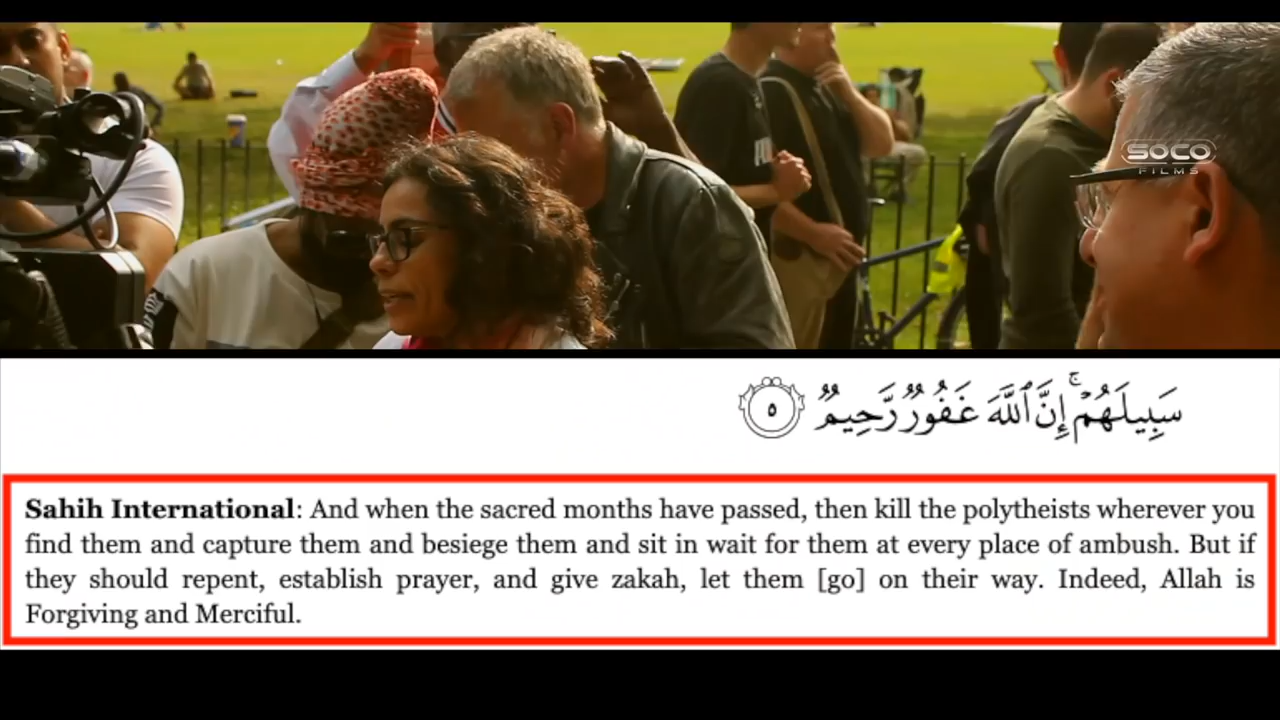 SOCO
FILMS
سَبِيلَهُمْ ۚ إِنَّ ٱللَّهَ غَفُورٌ رَّحِيمٌ ٥
Sahih International: And when the sacred months have passed, then kill the polytheists wherever you
find them and capture them and besiege them and sit in wait for them at every place of ambush. But if
they should repent, establish prayer, and give zakah, let them [go] on their way. Indeed, Allah is
Forgiving and Merciful.